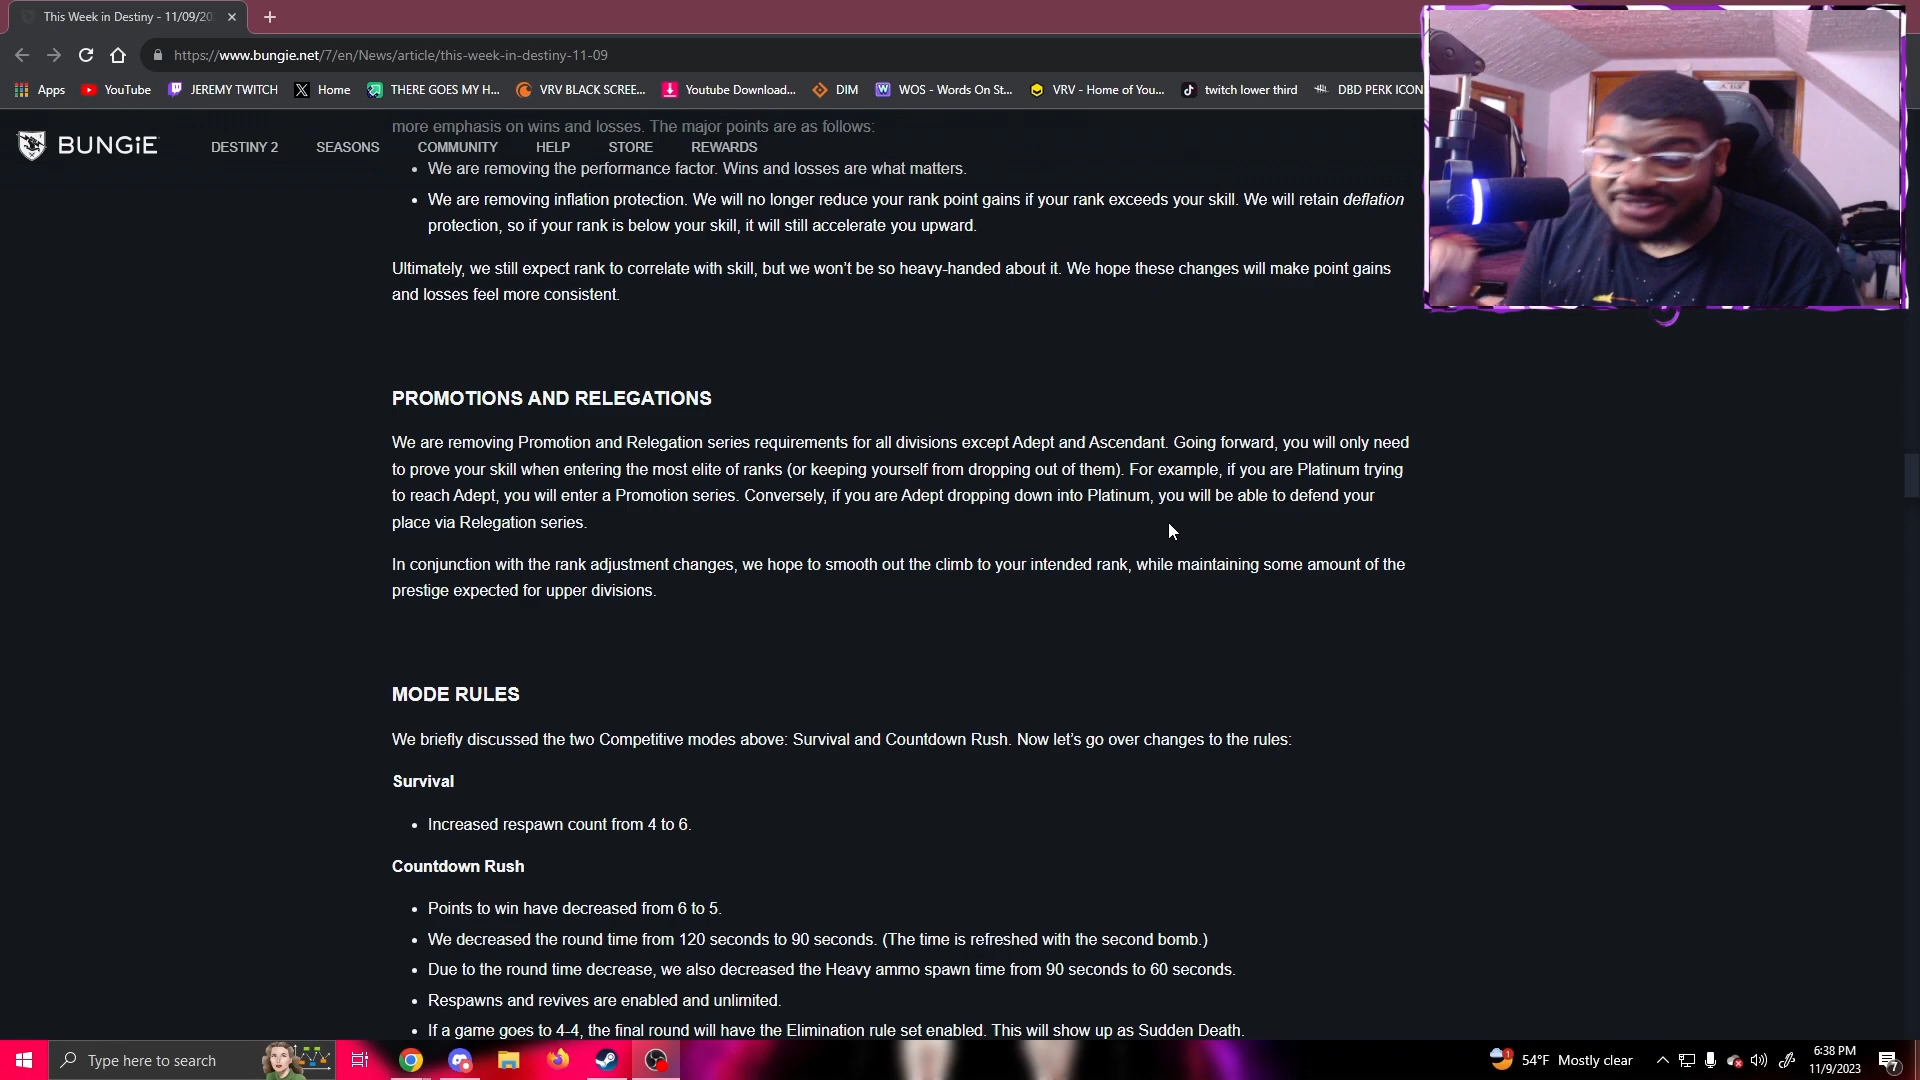 This Week in Destiny - 11/09/20
https://www.bungie.net/7/en/News/article/this-week-in-destiny-11-09
Apps YouTube JEREMY TWITCH Home THERE GOES MY H... VRV BLACK SCREE... Youtube Download... DIM WOS - Words On St... VRV - Home of You... twitch lower third DBD PERK ICON
more emphasis on wins and losses. The major points are as follows:
BUNGiE DESTINY 2 SEASONS COMMUNITY HELP STORE REWARDS
• We are removing the performance factor. Wins and losses are what matters.
• We are removing inflation protection. We will no longer reduce your rank point gains if your rank exceeds your skill. We will retain deflation
protection, so if your rank is below your skill, it will still accelerate you upward.
Ultimately, we still expect rank to correlate with skill, but we won't be so heavy-handed about it. We hope these changes will make point gains
and losses feel more consistent.
PROMOTIONS AND RELEGATIONS
We are removing Promotion and Relegation series requirements for all divisions except Adept and Ascendant. Going forward, you will only need
to prove your skill when entering the most elite of ranks (or keeping yourself from dropping out of them). For example, if you are Platinum trying
to reach Adept, you will enter a Promotion series. Conversely, if you are Adept dropping down into Platinum, you will be able to defend your
place via Relegation series.
In conjunction with the rank adjustment changes, we hope to smooth out the climb to your intended rank, while maintaining some amount of the
prestige expected for upper divisions.
MODE RULES
We briefly discussed the two Competitive modes above: Survival and Countdown Rush. Now let's go over changes to the rules:
Survival
• Increased respawn count from 4 to 6.
Countdown Rush
• Points to win have decreased from 6 to 5.
• We decreased the round time from 120 seconds to 90 seconds. (The time is refreshed with the second bomb.)
• Due to the round time decrease, we also decreased the Heavy ammo spawn time from 90 seconds to 60 seconds.
• Respawns and revives are enabled and unlimited.
• If a game goes to 4-4, the final round will have the Elimination rule set enabled. This will show up as Sudden Death.
Type here to search
54°F Mostly clear
6:38 PM
11/9/2023
7